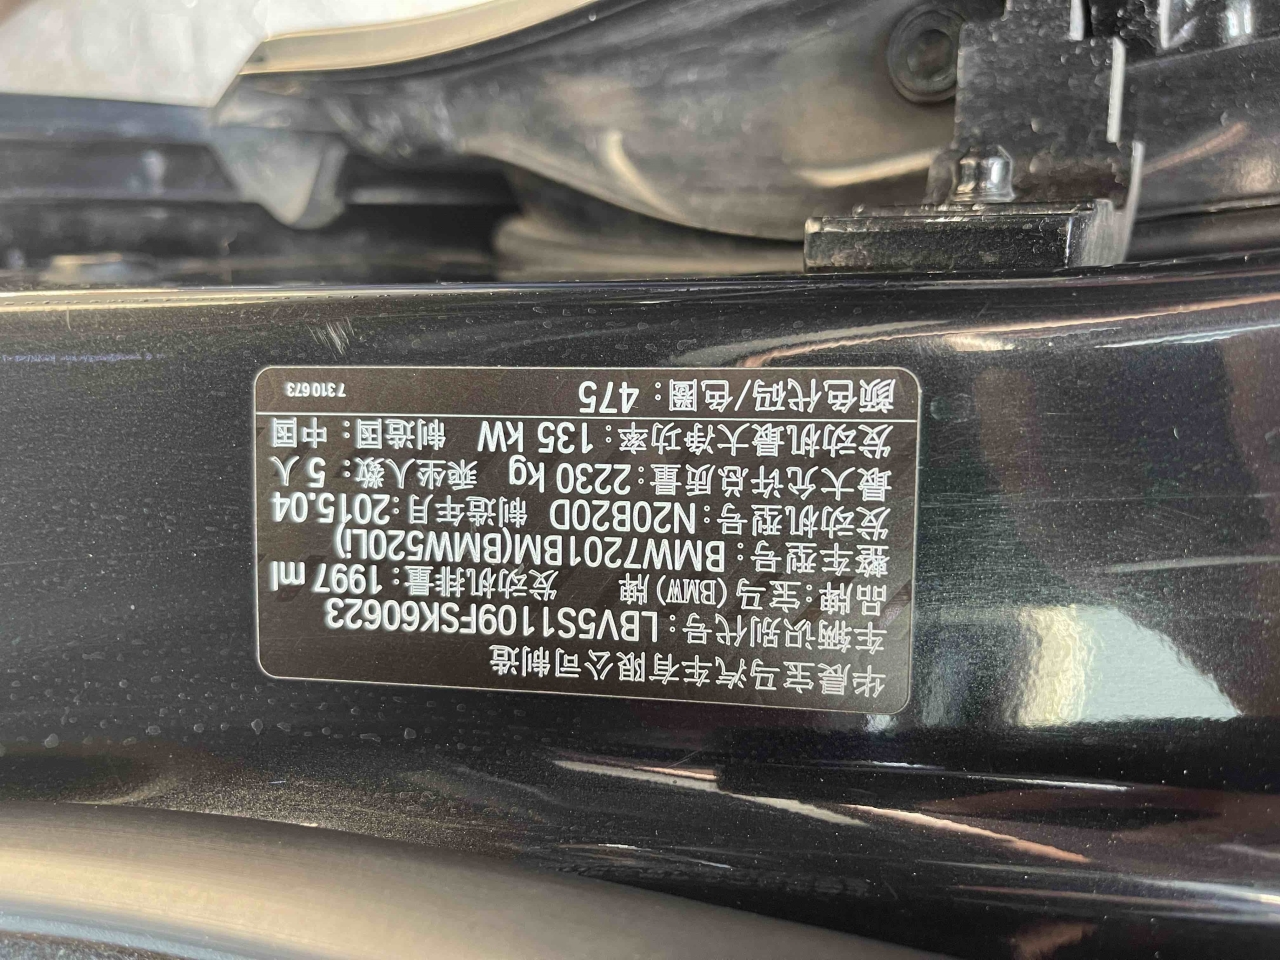 华晨宝马汽车有限公司制造
车辆识别代号：LBV5S1109FSK60623
品牌：宝马(BMW)牌 发动机排量：1997 ml
整车型号：BMW7201BM(BMW520Li)
发动机型号：N20B20D 制造年月：2015.04
最大允许总质量：2230 kg 乘坐人数：5 人
发动机最大净功率：135 kW 制造国：中国
颜色代码/色圈：475 7 310 673